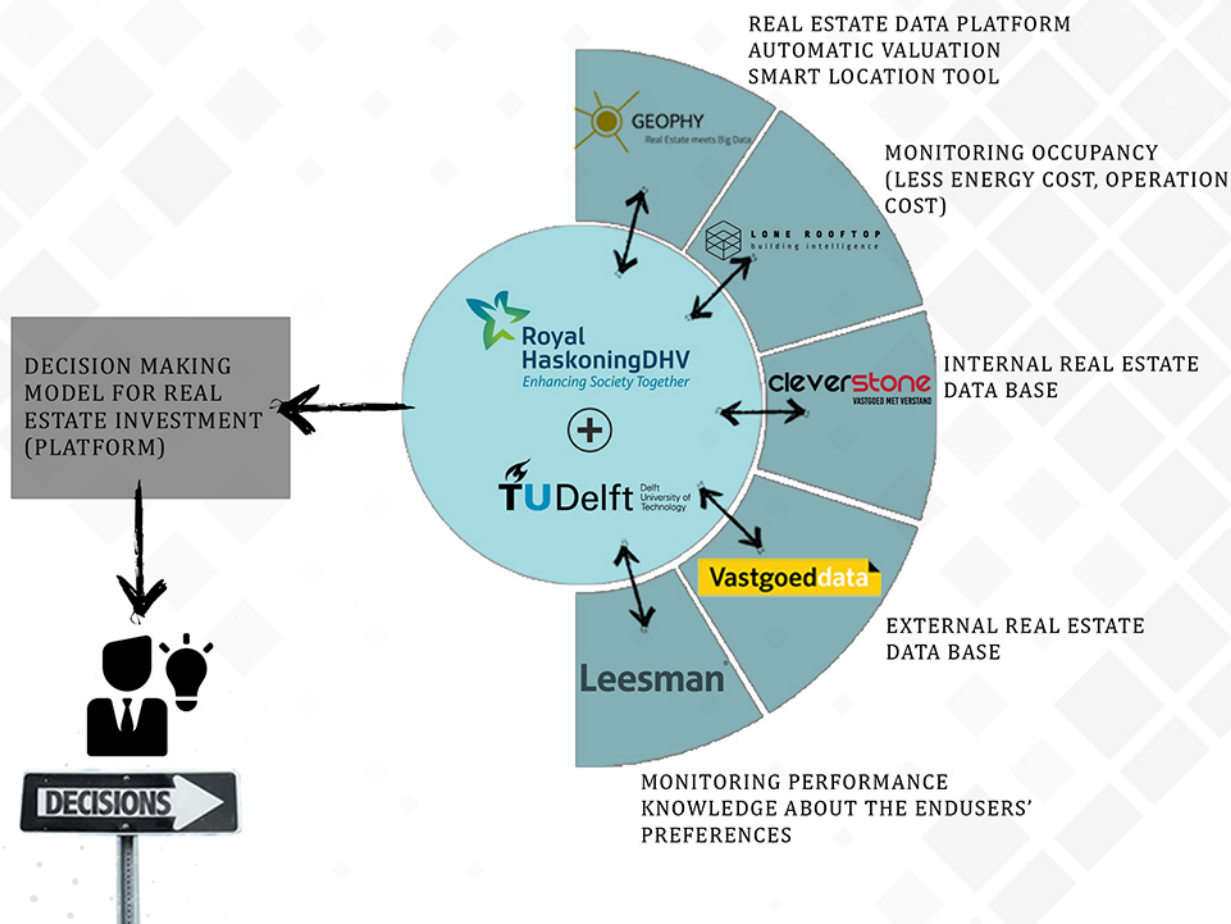 REAL ESTATE DATA PLATFORM
AUTOMATIC VALUATION
SMART LOCATION TOOL
GEOPHY
Real Estate meets Big Data
MONITORING OCCUPANCY
(LESS ENERGY COST, OPERATION
COST)
LONE ROOFTOP
building intelligence
Royal
HaskoningDHV
Enhancing Society Together
DECISION MAKING
MODEL FOR REAL
ESTATE INVESTMENT
(PLATFORM)
cleverstone
VASTGOED MET VERSTAND
INTERNAL REAL ESTATE
DATA BASE
TUDelft
Delft
University of
Technology
Vastgoeddata
EXTERNAL REAL ESTATE
DATA BASE
Leesman
DECISIONS
MONITORING PERFORMANCE
KNOWLEDGE ABOUT THE ENDUSERS'
PREFERENCES